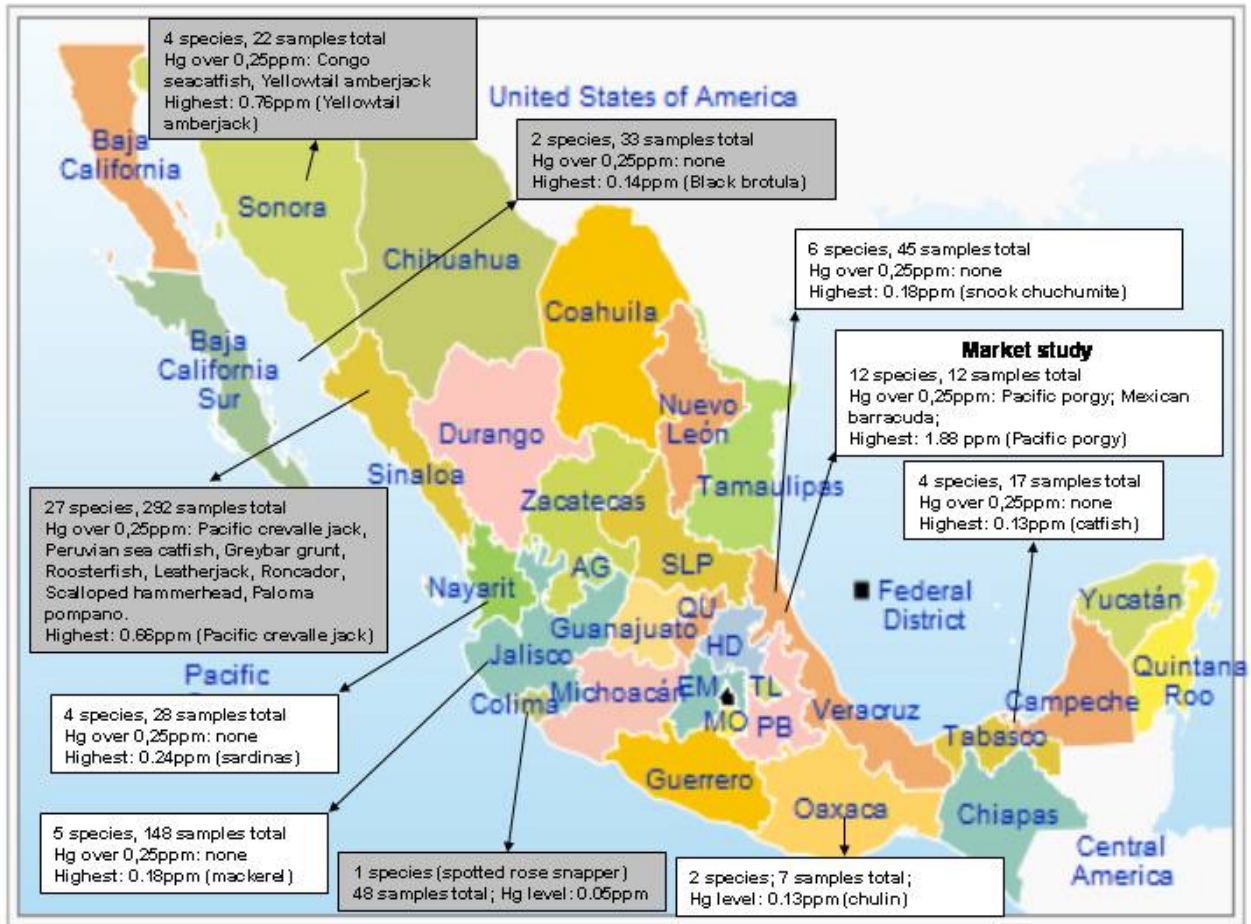 4 species, 22 samples total
Hg over 0,25ppm: Congo
seacatfish, Yellowtail amberjack
Highest: 0.76ppm (Yellowtail
amberjack)
United States of America
Baja
California
2 species, 33 samples total
Hg over 0,25ppm: none
Highest: 0.14ppm (Black brotula)
Sonora
Chihuahua
6 species, 45 samples total
Hg over 0,25ppm: none
Highest: 0.18ppm (snook chuchumite)
Coahuila
Baja
California
Sur
Market study
12 species, 12 samples total
Hg over 0,25ppm: Pacific porgy; Mexican
barracuda;
Highest: 1.88 ppm (Pacific porgy)
Nuevo
León
Durango
Sinaloa
Zacatecas
Tamaulipas
4 species, 17 samples total
Hg over 0,25ppm: none
Highest: 0.13ppm (catfish)
27 species, 292 samples total
Hg over 0,25ppm: Pacific crevalle jack,
Peruvian sea catfish, Greybar grunt,
Roosterfish, Leatherjack, Roncador,
Scalloped hammerhead, Paloma
pompano.
Highest: 0.66ppm (Pacific crevalle jack)
AG
SLP
Nayarit
Federal
District
Yucatán
QU
Guanajuato
HD
Jalisco
Quintana
Roo
Pacific
Michoacán
EM
TL
Campeche
Colima
MO
PB
Veracruz
Tabasco
4 species, 28 samples total
Hg over 0,25ppm: none
Highest: 0.24ppm (sardinas)
Guerrero
Oaxaca
Chiapas
5 species, 148 samples total
Hg over 0,25ppm: none
Highest: 0.18ppm (mackerel)
Central
America
1 species (spotted rose snapper)
48 samples total; Hg level: 0.05ppm
2 species; 7 samples total;
Hg level: 0.13ppm (chulin)